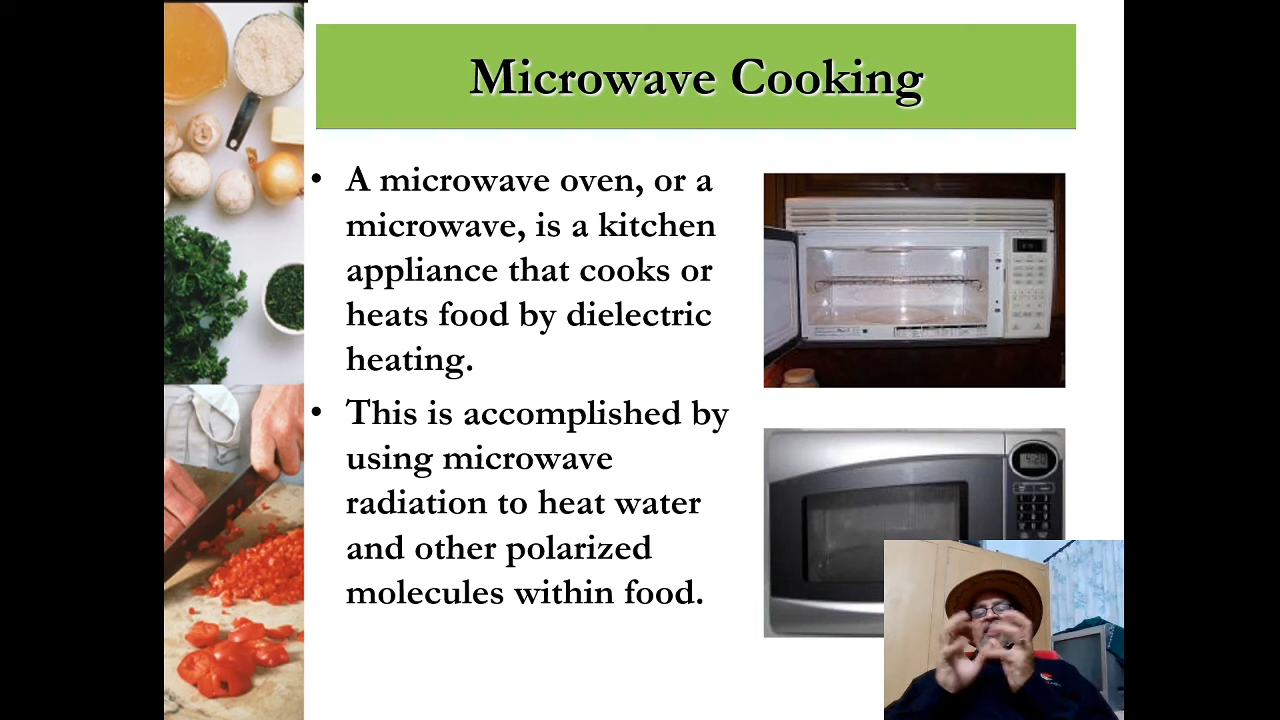 Microwave Cooking
• A microwave oven, or a
microwave, is a kitchen
appliance that cooks or
heats food by dielectric
heating.
• This is accomplished by
using microwave
radiation to heat water
and other polarized
molecules within food.